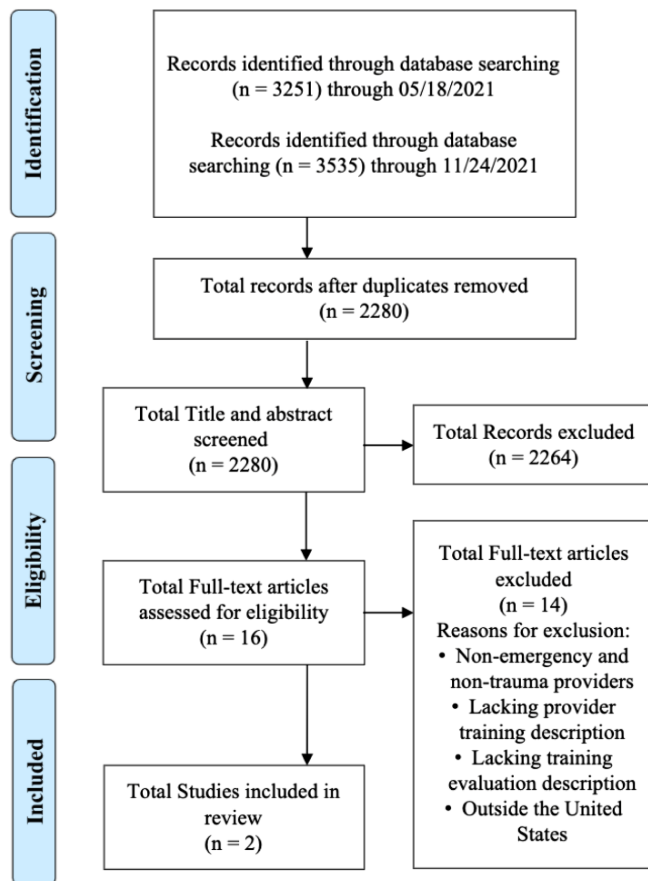 Identification
Records identified through database searching
(n = 3251) through 05/18/2021
Records identified through database
searching (n = 3535) through 11/24/2021
Screening
Total records after duplicates removed
(n = 2280)
Total Title and abstract
screened
(n = 2280)
Total Records excluded
(n = 2264)
Eligibility
Total Full-text articles
assessed for eligibility
(n = 16)
Total Full-text articles
excluded
(n = 14)
Reasons for exclusion:
• Non-emergency and
non-trauma providers
• Lacking provider
training description
• Lacking training
evaluation description
• Outside the United
States
Included
Total Studies included in
review
(n = 2)